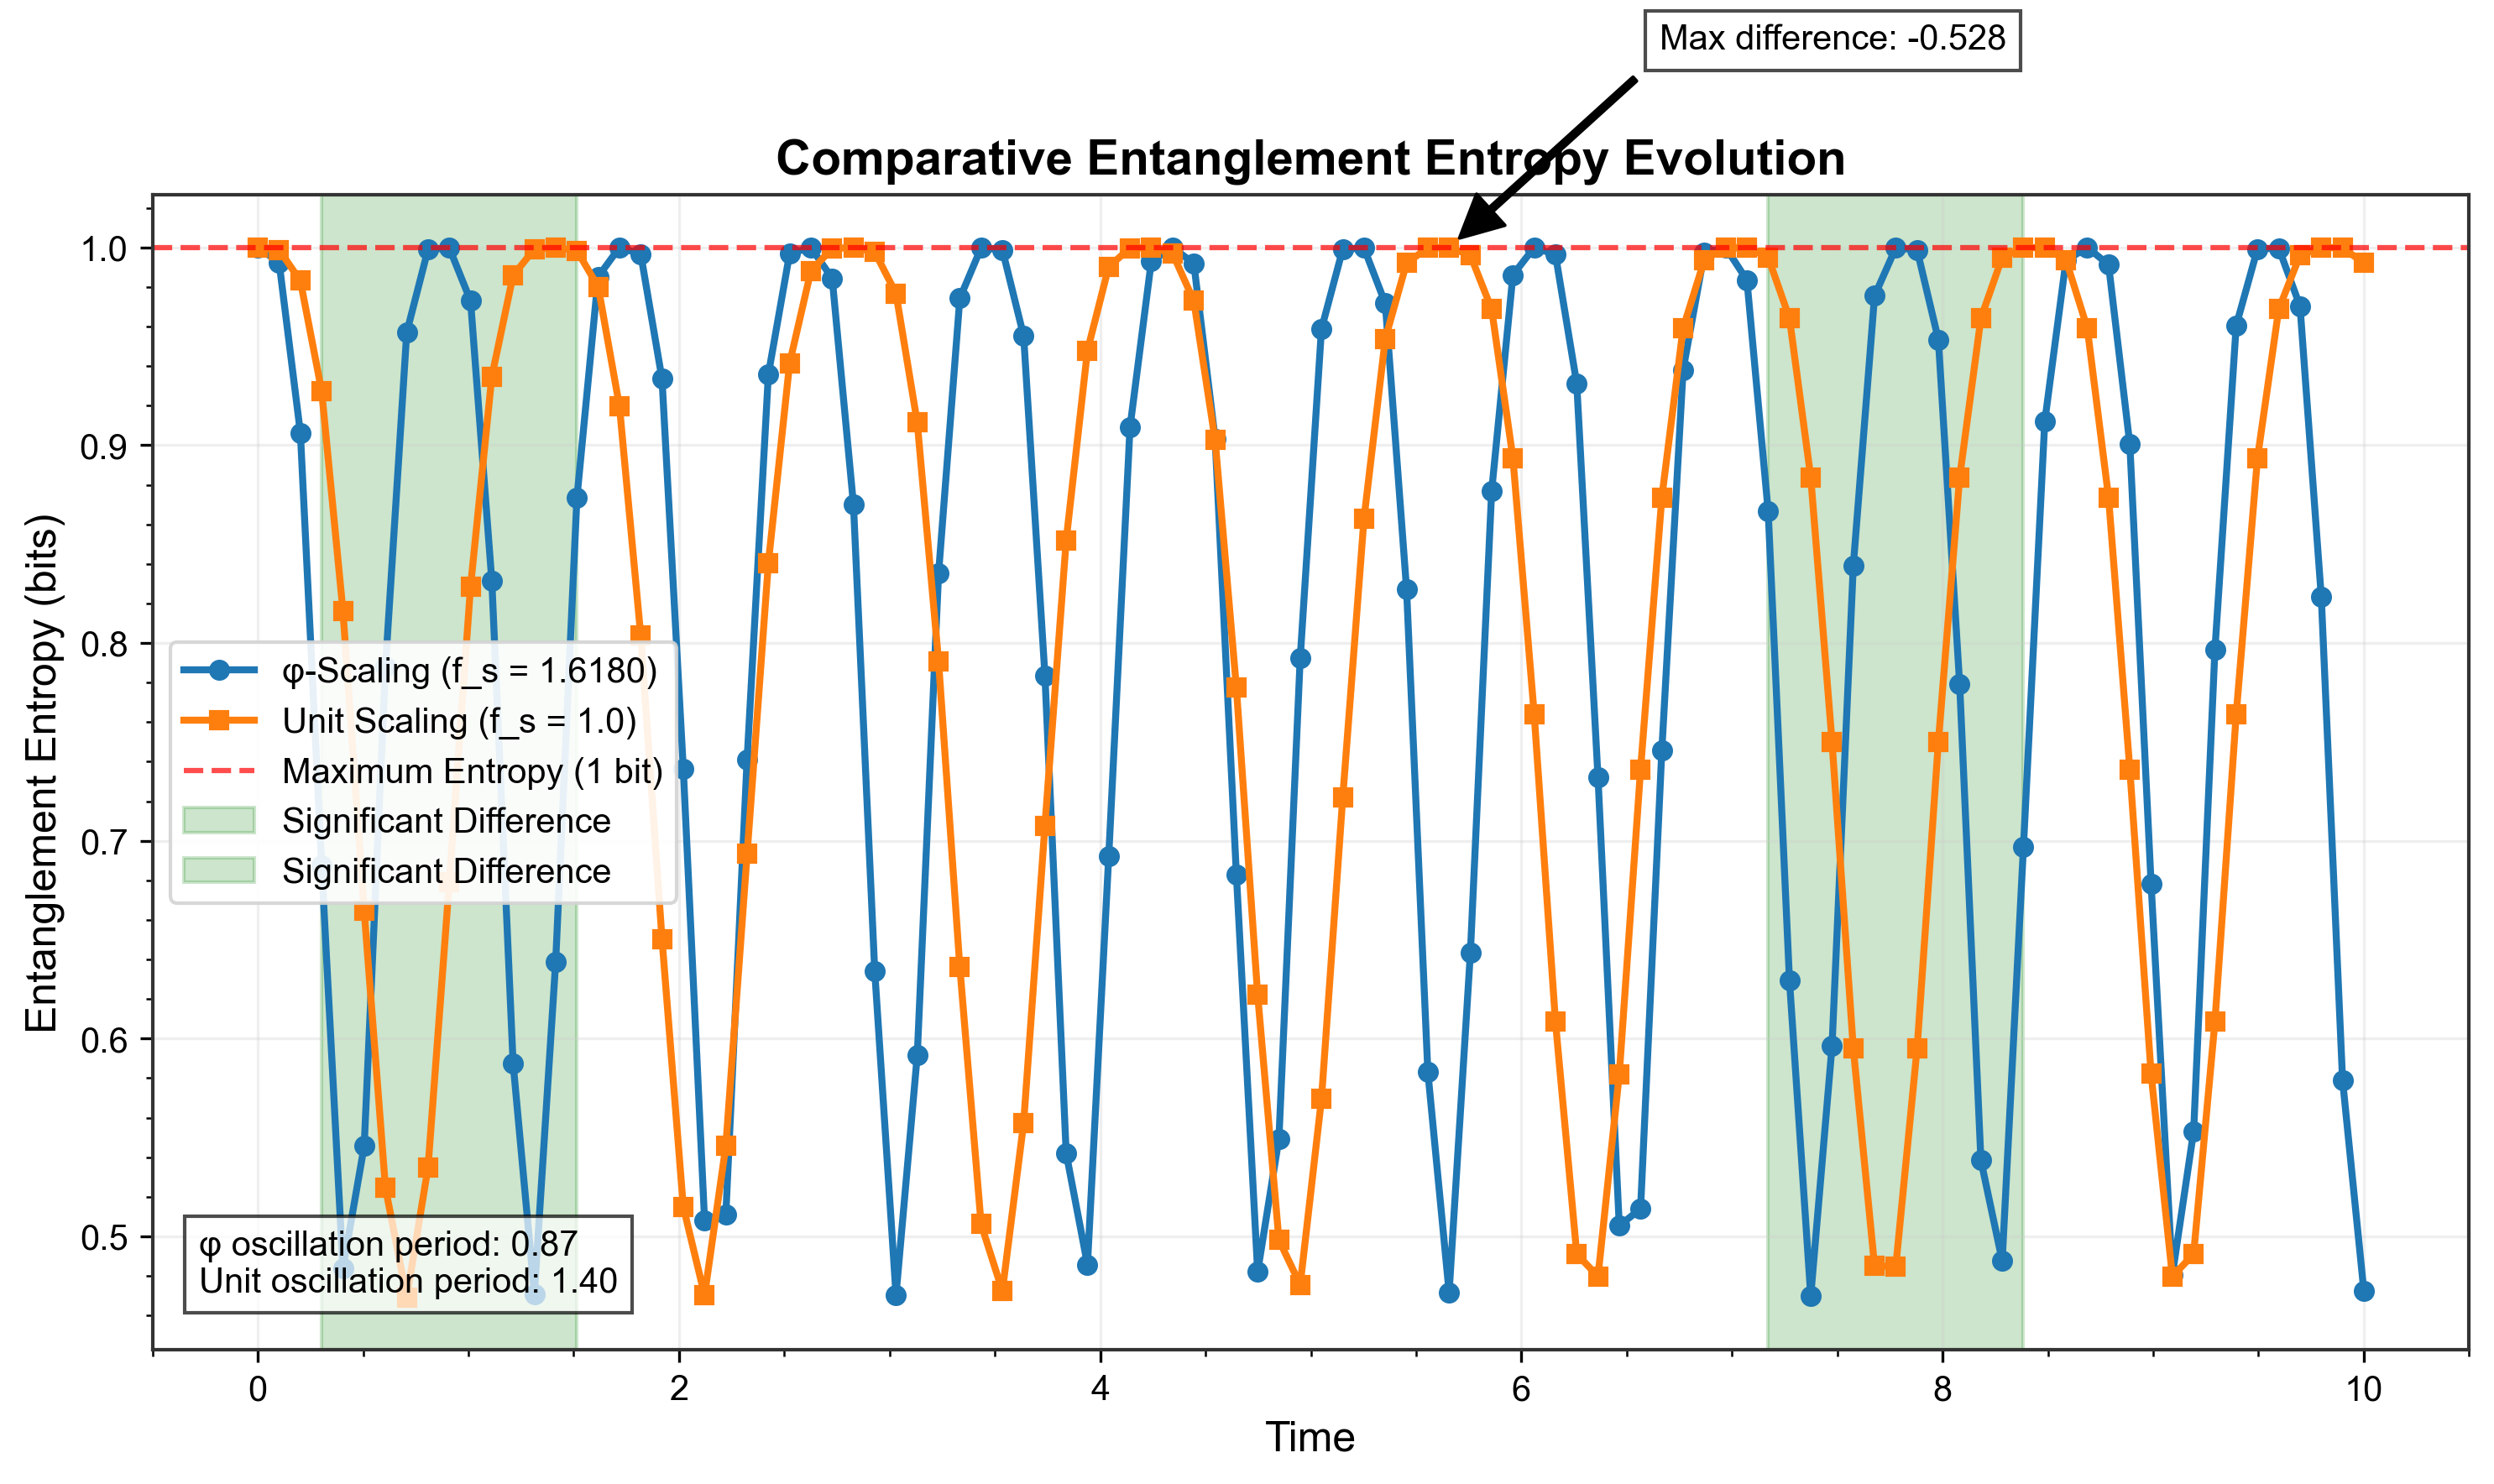 Max difference: -0.528
Comparative Entanglement Entropy Evolution
Entanglement Entropy (bits)
1.0
0.9
0.8
0.7
0.6
0.5
φ-Scaling (f_s = 1.6180)
Unit Scaling (f_s = 1.0)
Maximum Entropy (1 bit)
Significant Difference
Significant Difference
φ oscillation period: 0.87
Unit oscillation period: 1.40
0
2
4
6
8
10
Time